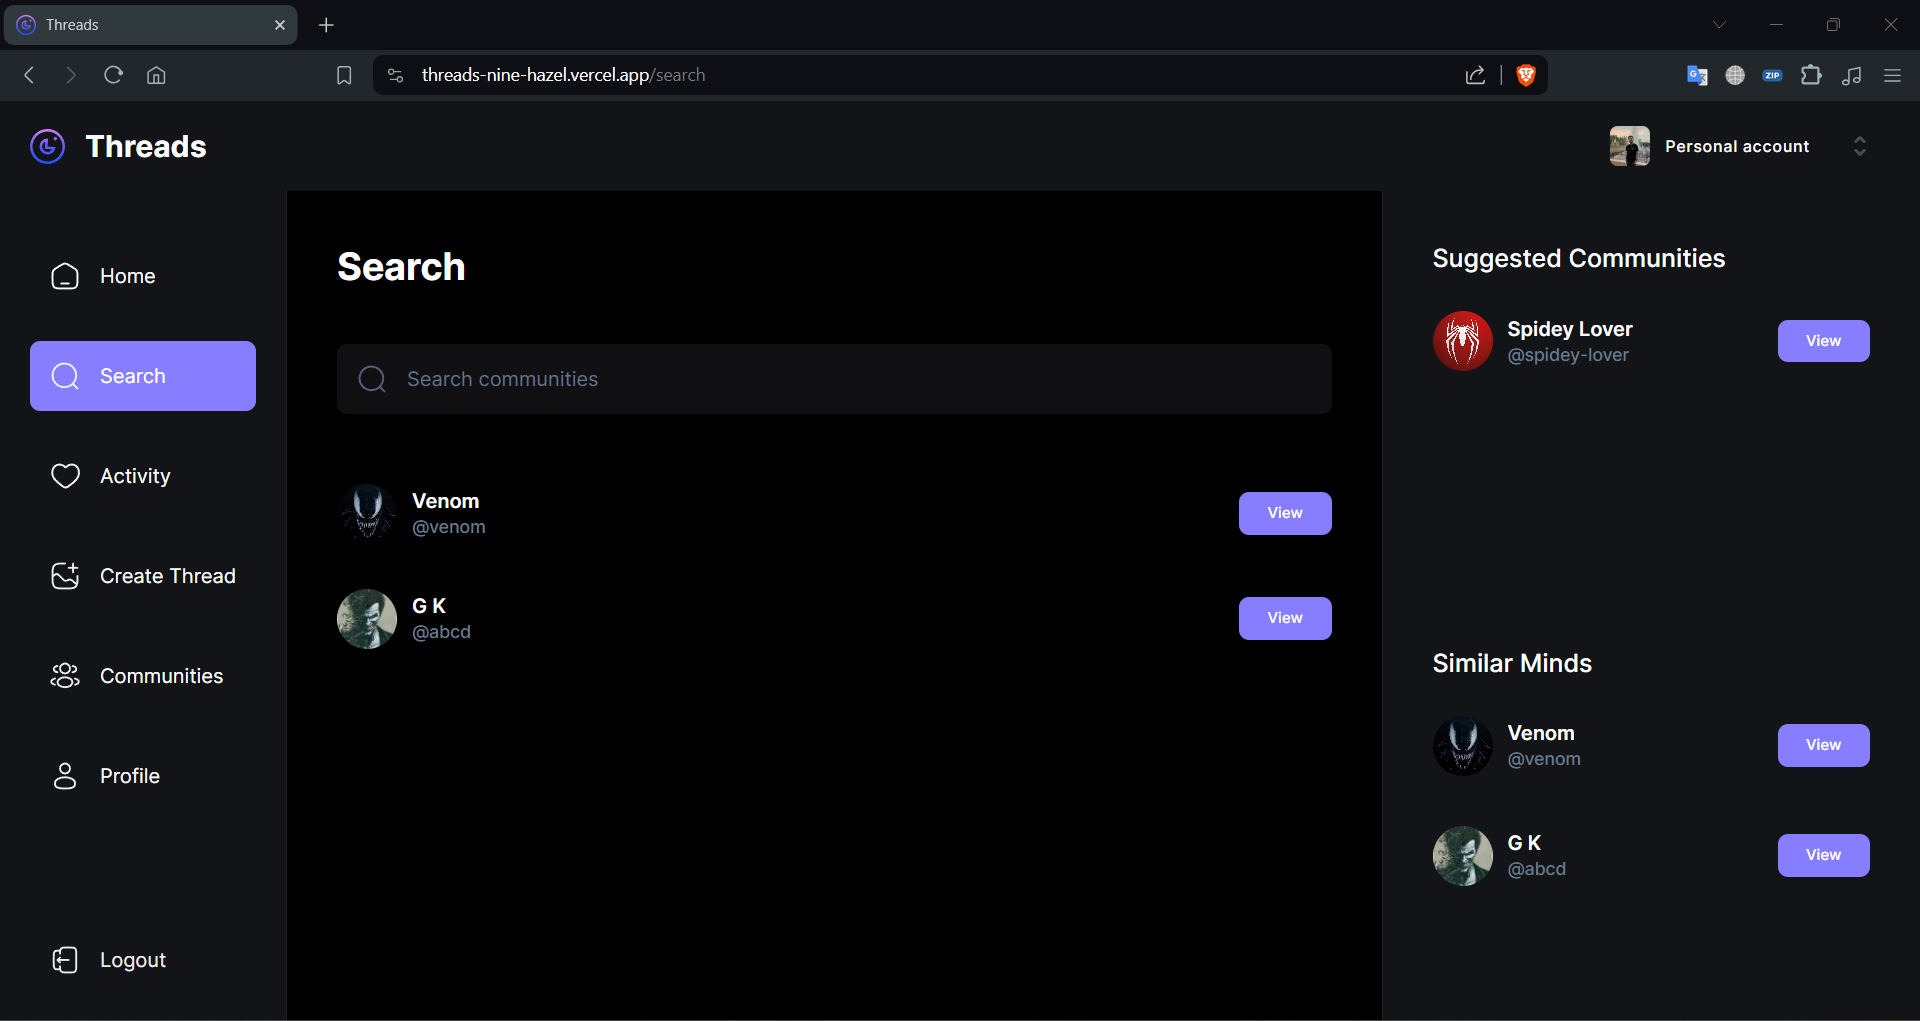 Threads
threads-nine-hazel.vercel.app/search
ZIP
Threads
Personal account
Home
Search
Activity
Create Thread
Communities
Profile
Logout
Search
Search communities
Venom
@venom
View
G K
@abcd
View
Suggested Communities
Spidey Lover
@spidey-lover
View
Similar Minds
Venom
@venom
View
G K
@abcd
View